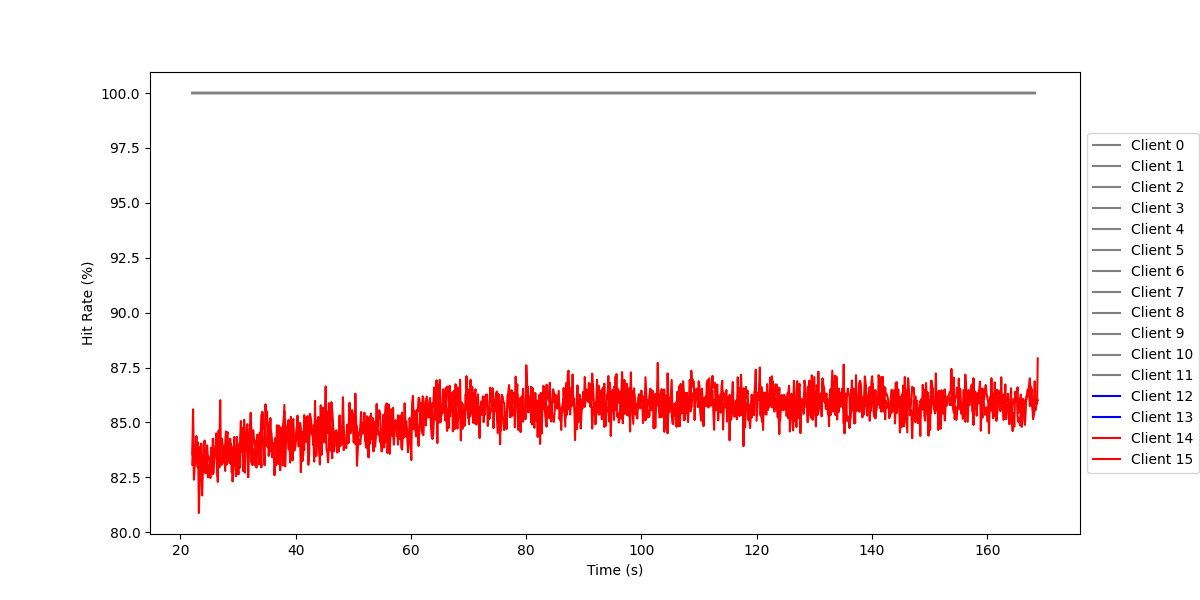 100.0
97.5
95.0
92.5
90.0
87.5
85.0
82.5
80.0
Hit Rate (%)
20 40 60 80 100 120 140 160
Time (s)
Client 0
Client 1
Client 2
Client 3
Client 4
Client 5
Client 6
Client 7
Client 8
Client 9
Client 10
Client 11
Client 12
Client 13
Client 14
Client 15